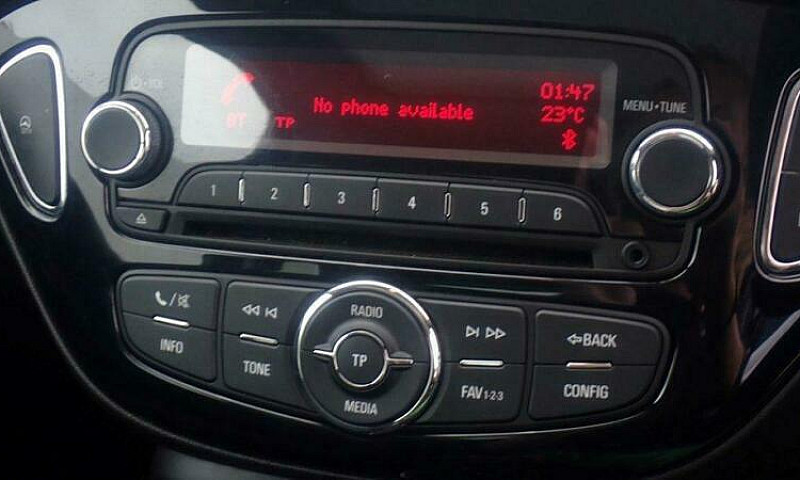 VOL
No phone available
01:47
23°C
BT
TP
MENU•TUNE
1
2
3
4
5
6
RADIO
INFO
TONE
TP
MEDIA
FAV 1-2-3
BACK
CONFIG